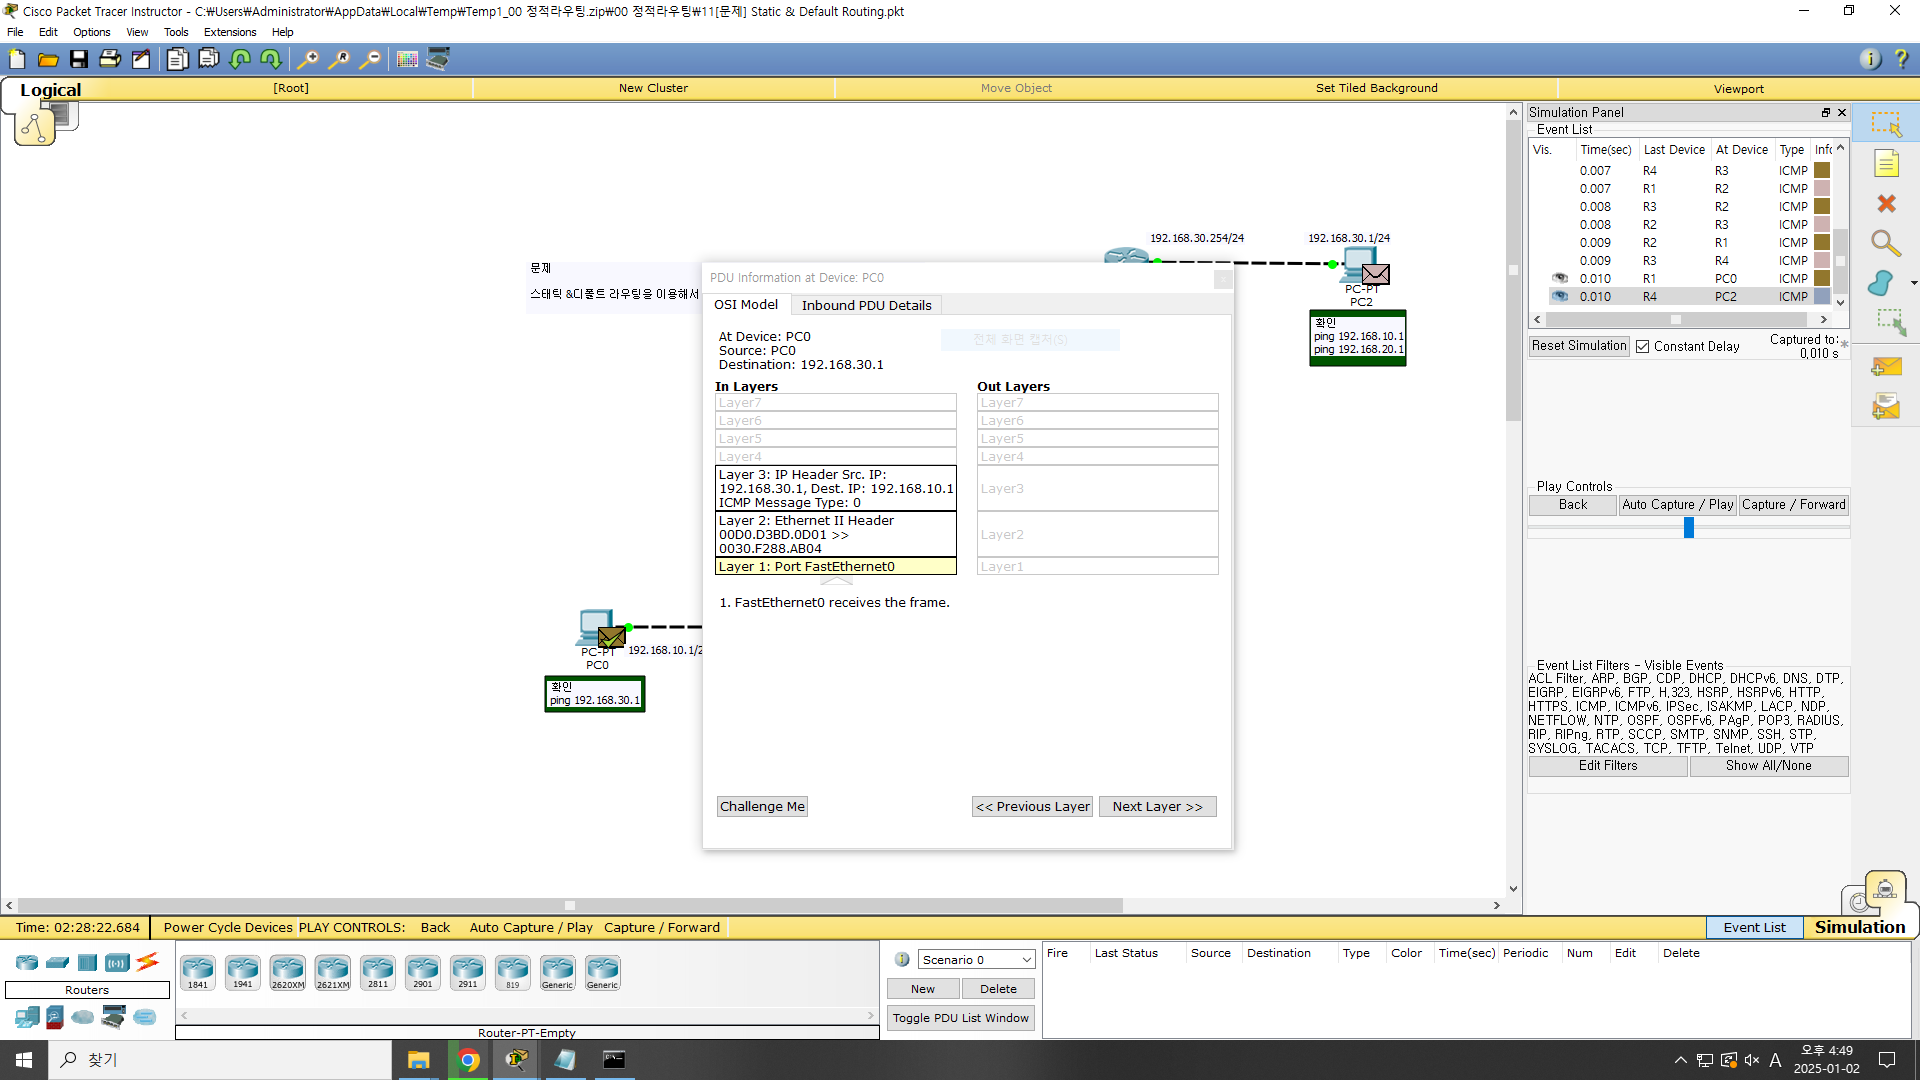 Cisco Packet Tracer Instructor - C:₩Users₩Administrator₩AppData₩Local₩Temp₩Temp1_00 정적라우팅.zip₩00 정적라우팅₩11[문제] Static & Default Routing.pkt
File Edit Options View Tools Extensions Help
Logical [Root] New Cluster Move Object Set Tiled Background Viewport
문제
스태틱 &디폴트 라우팅을 이용해서
192.168.30.254/24
192.168.30.1/24
PC-PT
PC2
확인
ping 192.168.10.1
ping 192.168.20.1
PC-PT
PC0
192.168.10.1/2
확인
ping 192.168.30.1
PDU Information at Device: PC0
OSI Model Inbound PDU Details
At Device: PC0
Source: PC0
Destination: 192.168.30.1
전체 화면 캡저(S)
In Layers Out Layers
Layer7 Layer7
Layer6 Layer6
Layer5 Layer5
Layer4 Layer4
Layer 3: IP Header Src. IP:
192.168.30.1, Dest. IP: 192.168.10.1
ICMP Message Type: 0
Layer3
Layer 2: Ethernet II Header
00D0.D3BD.0D01 >>
0030.F288.AB04
Layer2
Layer 1: Port FastEthernet0 Layer1
1. FastEthernet0 receives the frame.
Challenge Me << Previous Layer Next Layer >>
Simulation Panel
Event List
Vis. Time(sec) Last Device At Device Type Info
0.007 R4 R3 ICMP
0.007 R1 R2 ICMP
0.008 R3 R2 ICMP
0.008 R2 R3 ICMP
0.009 R2 R1 ICMP
0.009 R3 R4 ICMP
0.010 R1 PC0 ICMP
0.010 R4 PC2 ICMP
Reset Simulation Constant Delay Captured to:
0,010 s
Play Controls
Back Auto Capture / Play Capture / Forward
Event List Filters - Visible Events
ACL Filter, ARP, BGP, CDP, DHCP, DHCPv6, DNS, DTP,
EIGRP, EIGRPv6, FTP, H,323, HSRP, HSRPv6, HTTP,
HTTPS, ICMP, ICMPv6, IPSec, ISAKMP, LACP, NDP,
NETFLOW, NTP, OSPF, OSPFv6, PAgP, POP3, RADIUS,
RIP, RIPng, RTP, SCCP, SMTP, SNMP, SSH, STP,
SYSLOG, TACACS, TCP, TFTP, Telnet, UDP, VTP
Edit Filters Show All/None
Time: 02:28:22.684 Power Cycle Devices PLAY CONTROLS: Back Auto Capture / Play Capture / Forward Event List Simulation
Routers
1841 1941 2620XM 2621XM 2811 2901 2911 819 Generic Generic
Router-PT-Empty
Scenario 0
New Delete
Toggle PDU List Window
Fire Last Status Source Destination Type Color Time(sec) Periodic Num Edit Delete
찾기
A
오후 4:49
2025-01-02